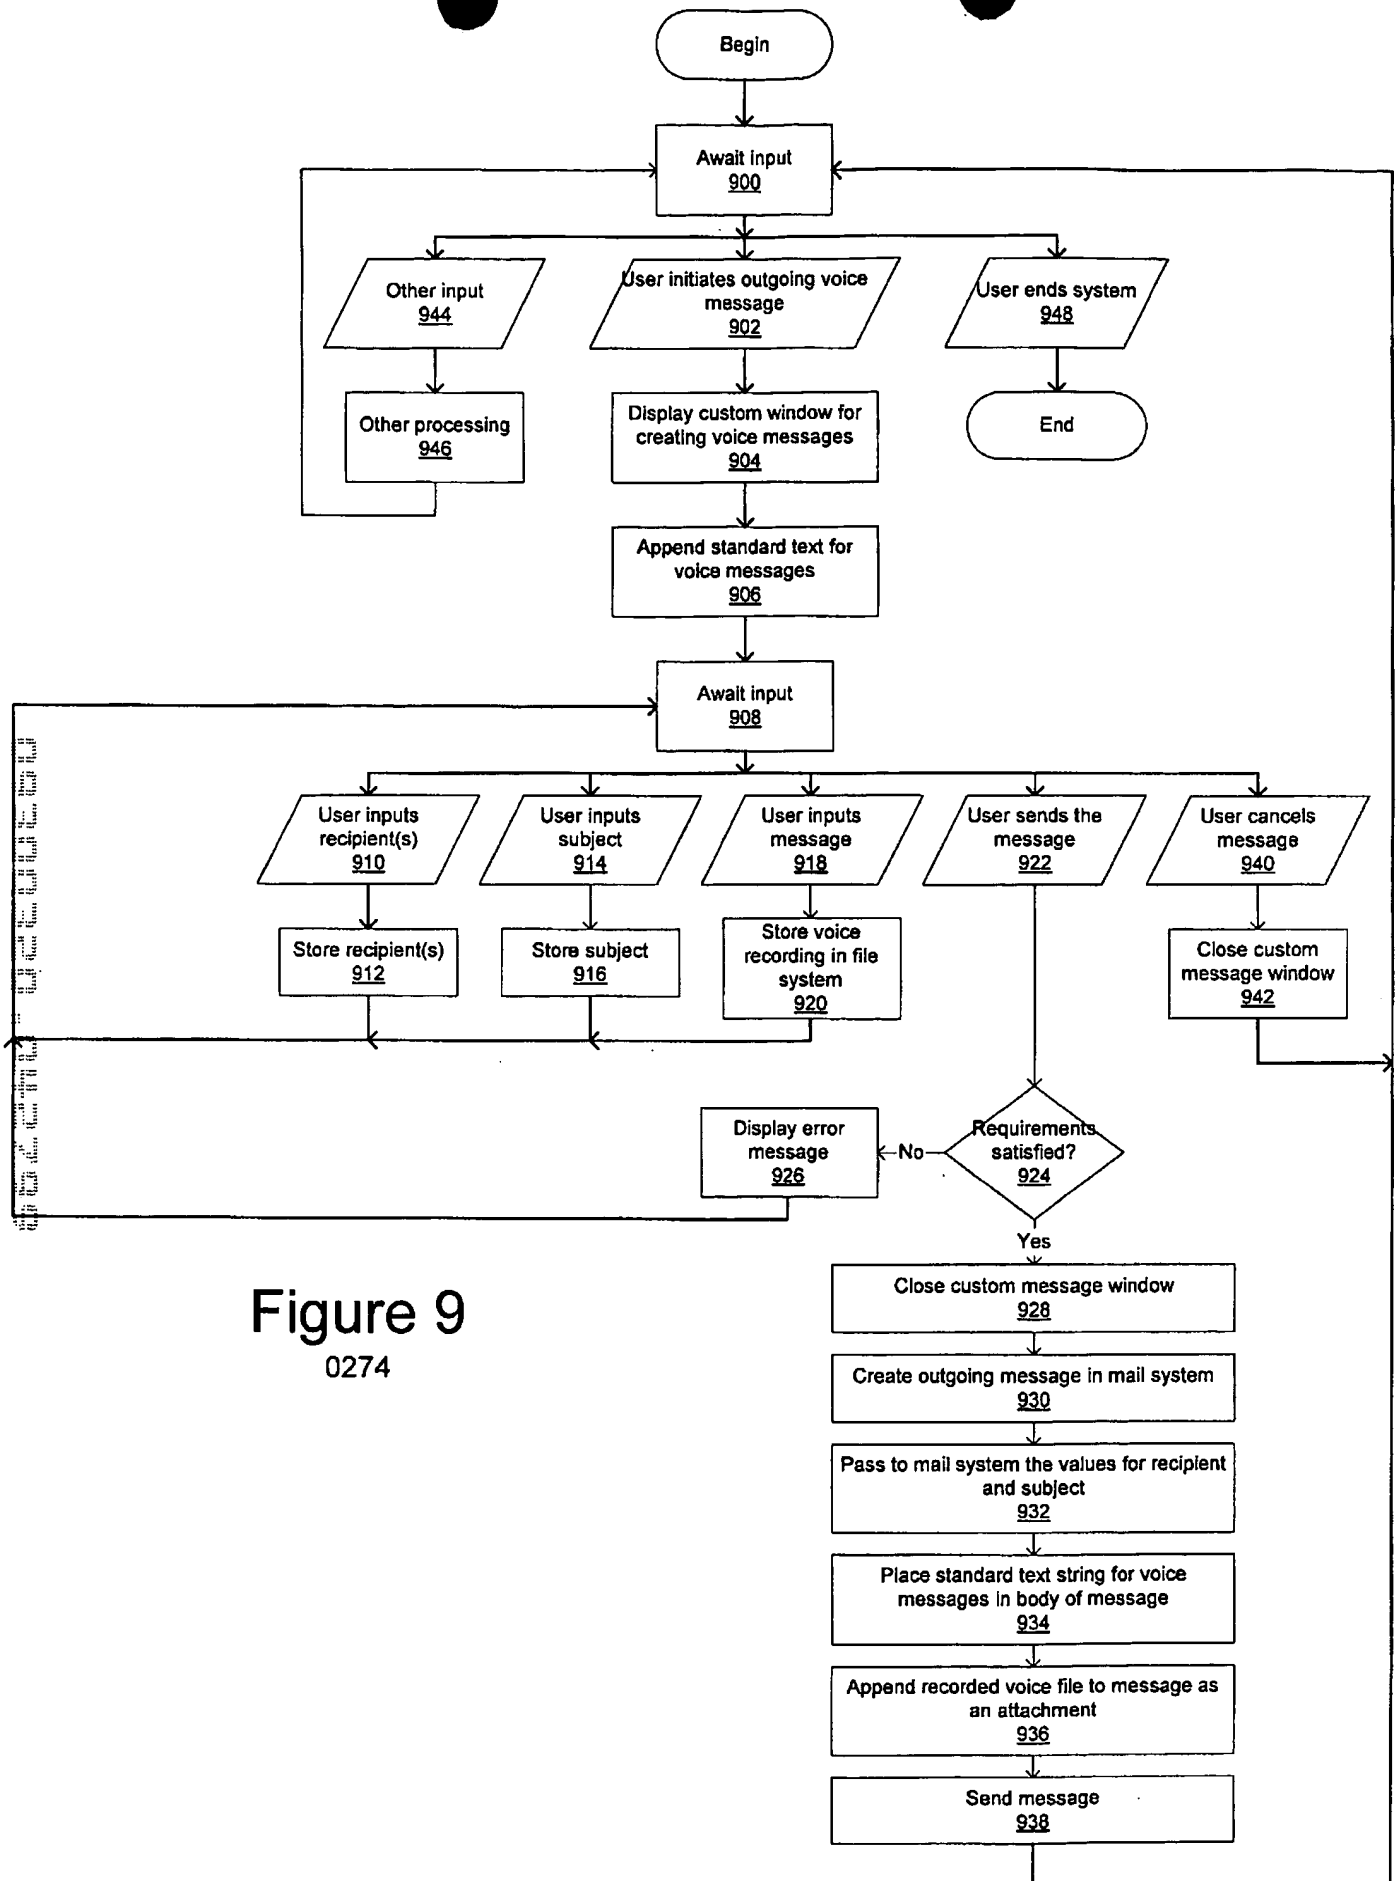 Begin
Await input
900
Other input
944
User initiates outgoing voice
message
902
User ends system
948
Other processing
946
Display custom window for
creating voice messages
904
End
Append standard text for
voice messages
906
Await input
908
User inputs
recipient(s)
910
User inputs
subject
914
User inputs
message
918
User sends the
message
922
User cancels
message
940
Store recipient(s)
912
Store subject
916
Store voice
recording in file
system
920
Close custom
message window
942
Display error
message
926
No
Requirements
satisfied?
924
Yes
Close custom message window
928
Create outgoing message in mail system
930
Pass to mail system the values for recipient
and subject
932
Place standard text string for voice
messages in body of message
934
Append recorded voice file to message as
an attachment
936
Send message
938
Figure 9
0274